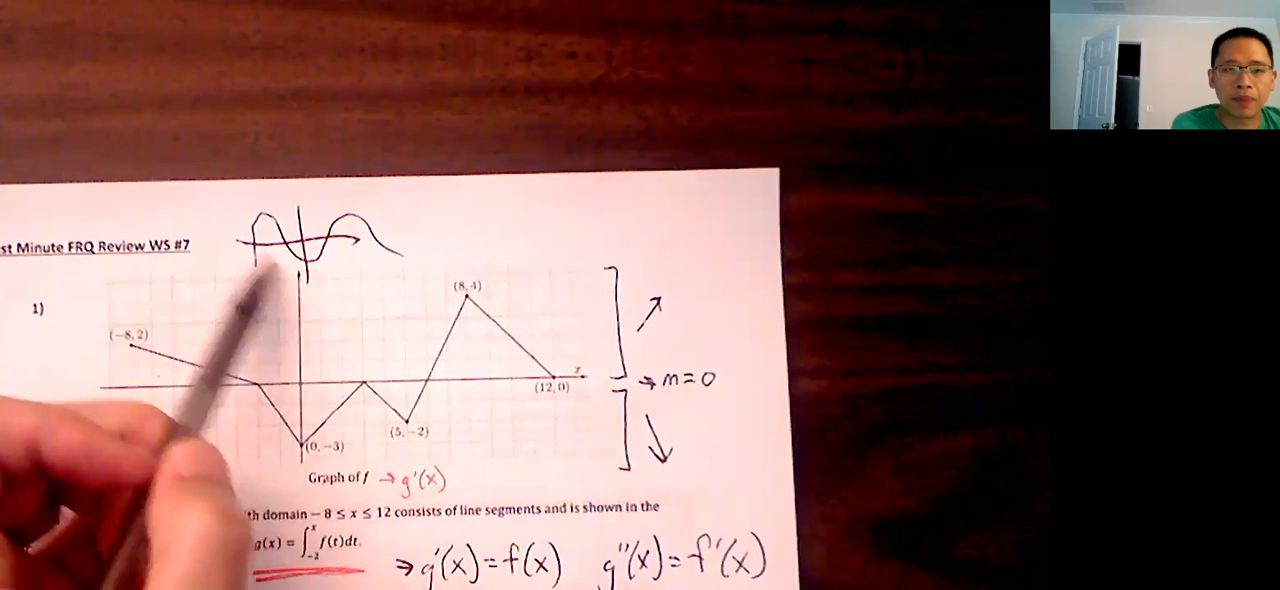 st Minute FRQ Review WS #7
1)
(8, 4)
(−8, 2)
x
(12, 0)
→ m = 0
(5, −2)
(0, −3)
Graph of f → g'(x)
th domain − 8 ≤ x ≤ 12 consists of line segments and is shown in the
g(x) = ∫_{−2}^{x} f(t)dt.
⇒ g'(x) = f(x) g''(x) = f'(x)